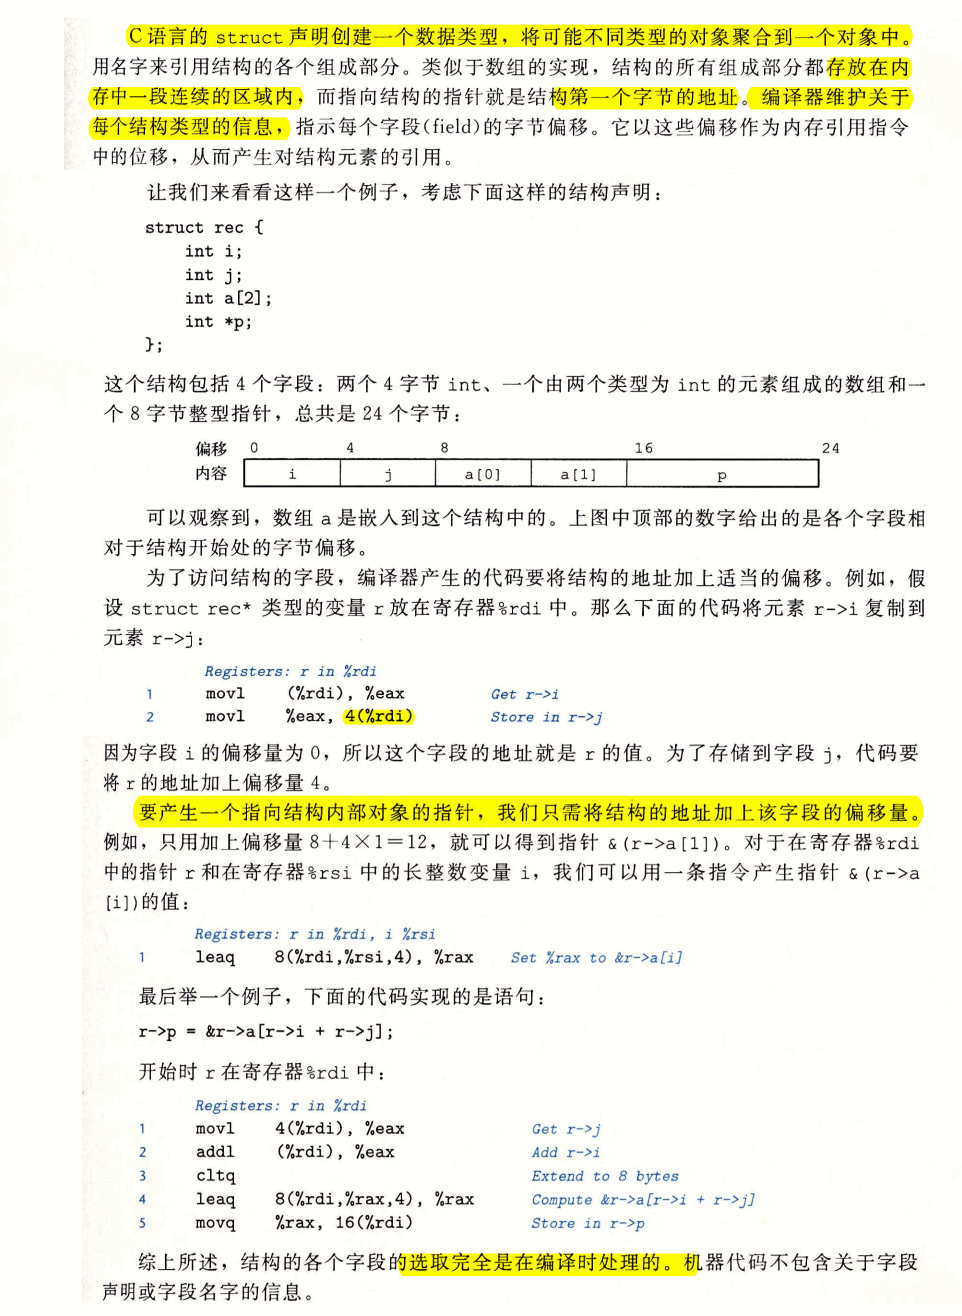 C 语言的 struct 声明创建一个数据类型，将可能不同类型的对象聚合到一个对象中。
用名字来引用结构的各个组成部分。类似于数组的实现，结构的所有组成部分都存放在内
存中一段连续的区域内，而指向结构的指针就是结构第一个字节的地址。编译器维护关于
每个结构类型的信息，指示每个字段(field)的字节偏移。它以这些偏移作为内存引用指令
中的位移，从而产生对结构元素的引用。
让我们来看看这样一个例子，考虑下面这样的结构声明：
struct rec {
int i;
int j;
int a[2];
int *p;
};
这个结构包括 4 个字段：两个 4 字节 int、一个由两个类型为 int 的元素组成的数组和一
个 8 字节整型指针，总共是 24 个字节：
偏移 0 4 8 16 24
内容 i j a[0] a[1] p
可以观察到，数组 a 是嵌入到这个结构中的。上图中顶部的数字给出的是各个字段相
对于结构开始处的字节偏移。
为了访问结构的字段，编译器产生的代码要将结构的地址加上适当的偏移。例如，假
设 struct rec* 类型的变量 r 放在寄存器%rdi 中。那么下面的代码将元素 r->i 复制到
元素 r->j：
Registers: r in %rdi
1 movl (%rdi), %eax Get r->i
2 movl %eax, 4(%rdi) Store in r->j
因为字段 i 的偏移量为 0，所以这个字段的地址就是 r 的值。为了存储到字段 j，代码要
将 r 的地址加上偏移量 4。
要产生一个指向结构内部对象的指针，我们只需将结构的地址加上该字段的偏移量。
例如，只用加上偏移量 8+4×1=12，就可以得到指针 &(r->a[1])。对于在寄存器%rdi
中的指针 r 和在寄存器%rsi 中的长整数变量 i，我们可以用一条指令产生指针 &(r->a
[i])的值：
Registers: r in %rdi, i %rsi
1 leaq 8(%rdi,%rsi,4), %rax Set %rax to &r->a[i]
最后举一个例子，下面的代码实现的是语句：
r->p = &r->a[r->i + r->j];
开始时 r 在寄存器%rdi 中：
Registers: r in %rdi
1 movl 4(%rdi), %eax Get r->j
2 addl (%rdi), %eax Add r->i
3 cltq Extend to 8 bytes
4 leaq 8(%rdi,%rax,4), %rax Compute &r->a[r->i + r->j]
5 movq %rax, 16(%rdi) Store in r->p
综上所述，结构的各个字段的选取完全是在编译时处理的。机器代码不包含关于字段
声明或字段名字的信息。